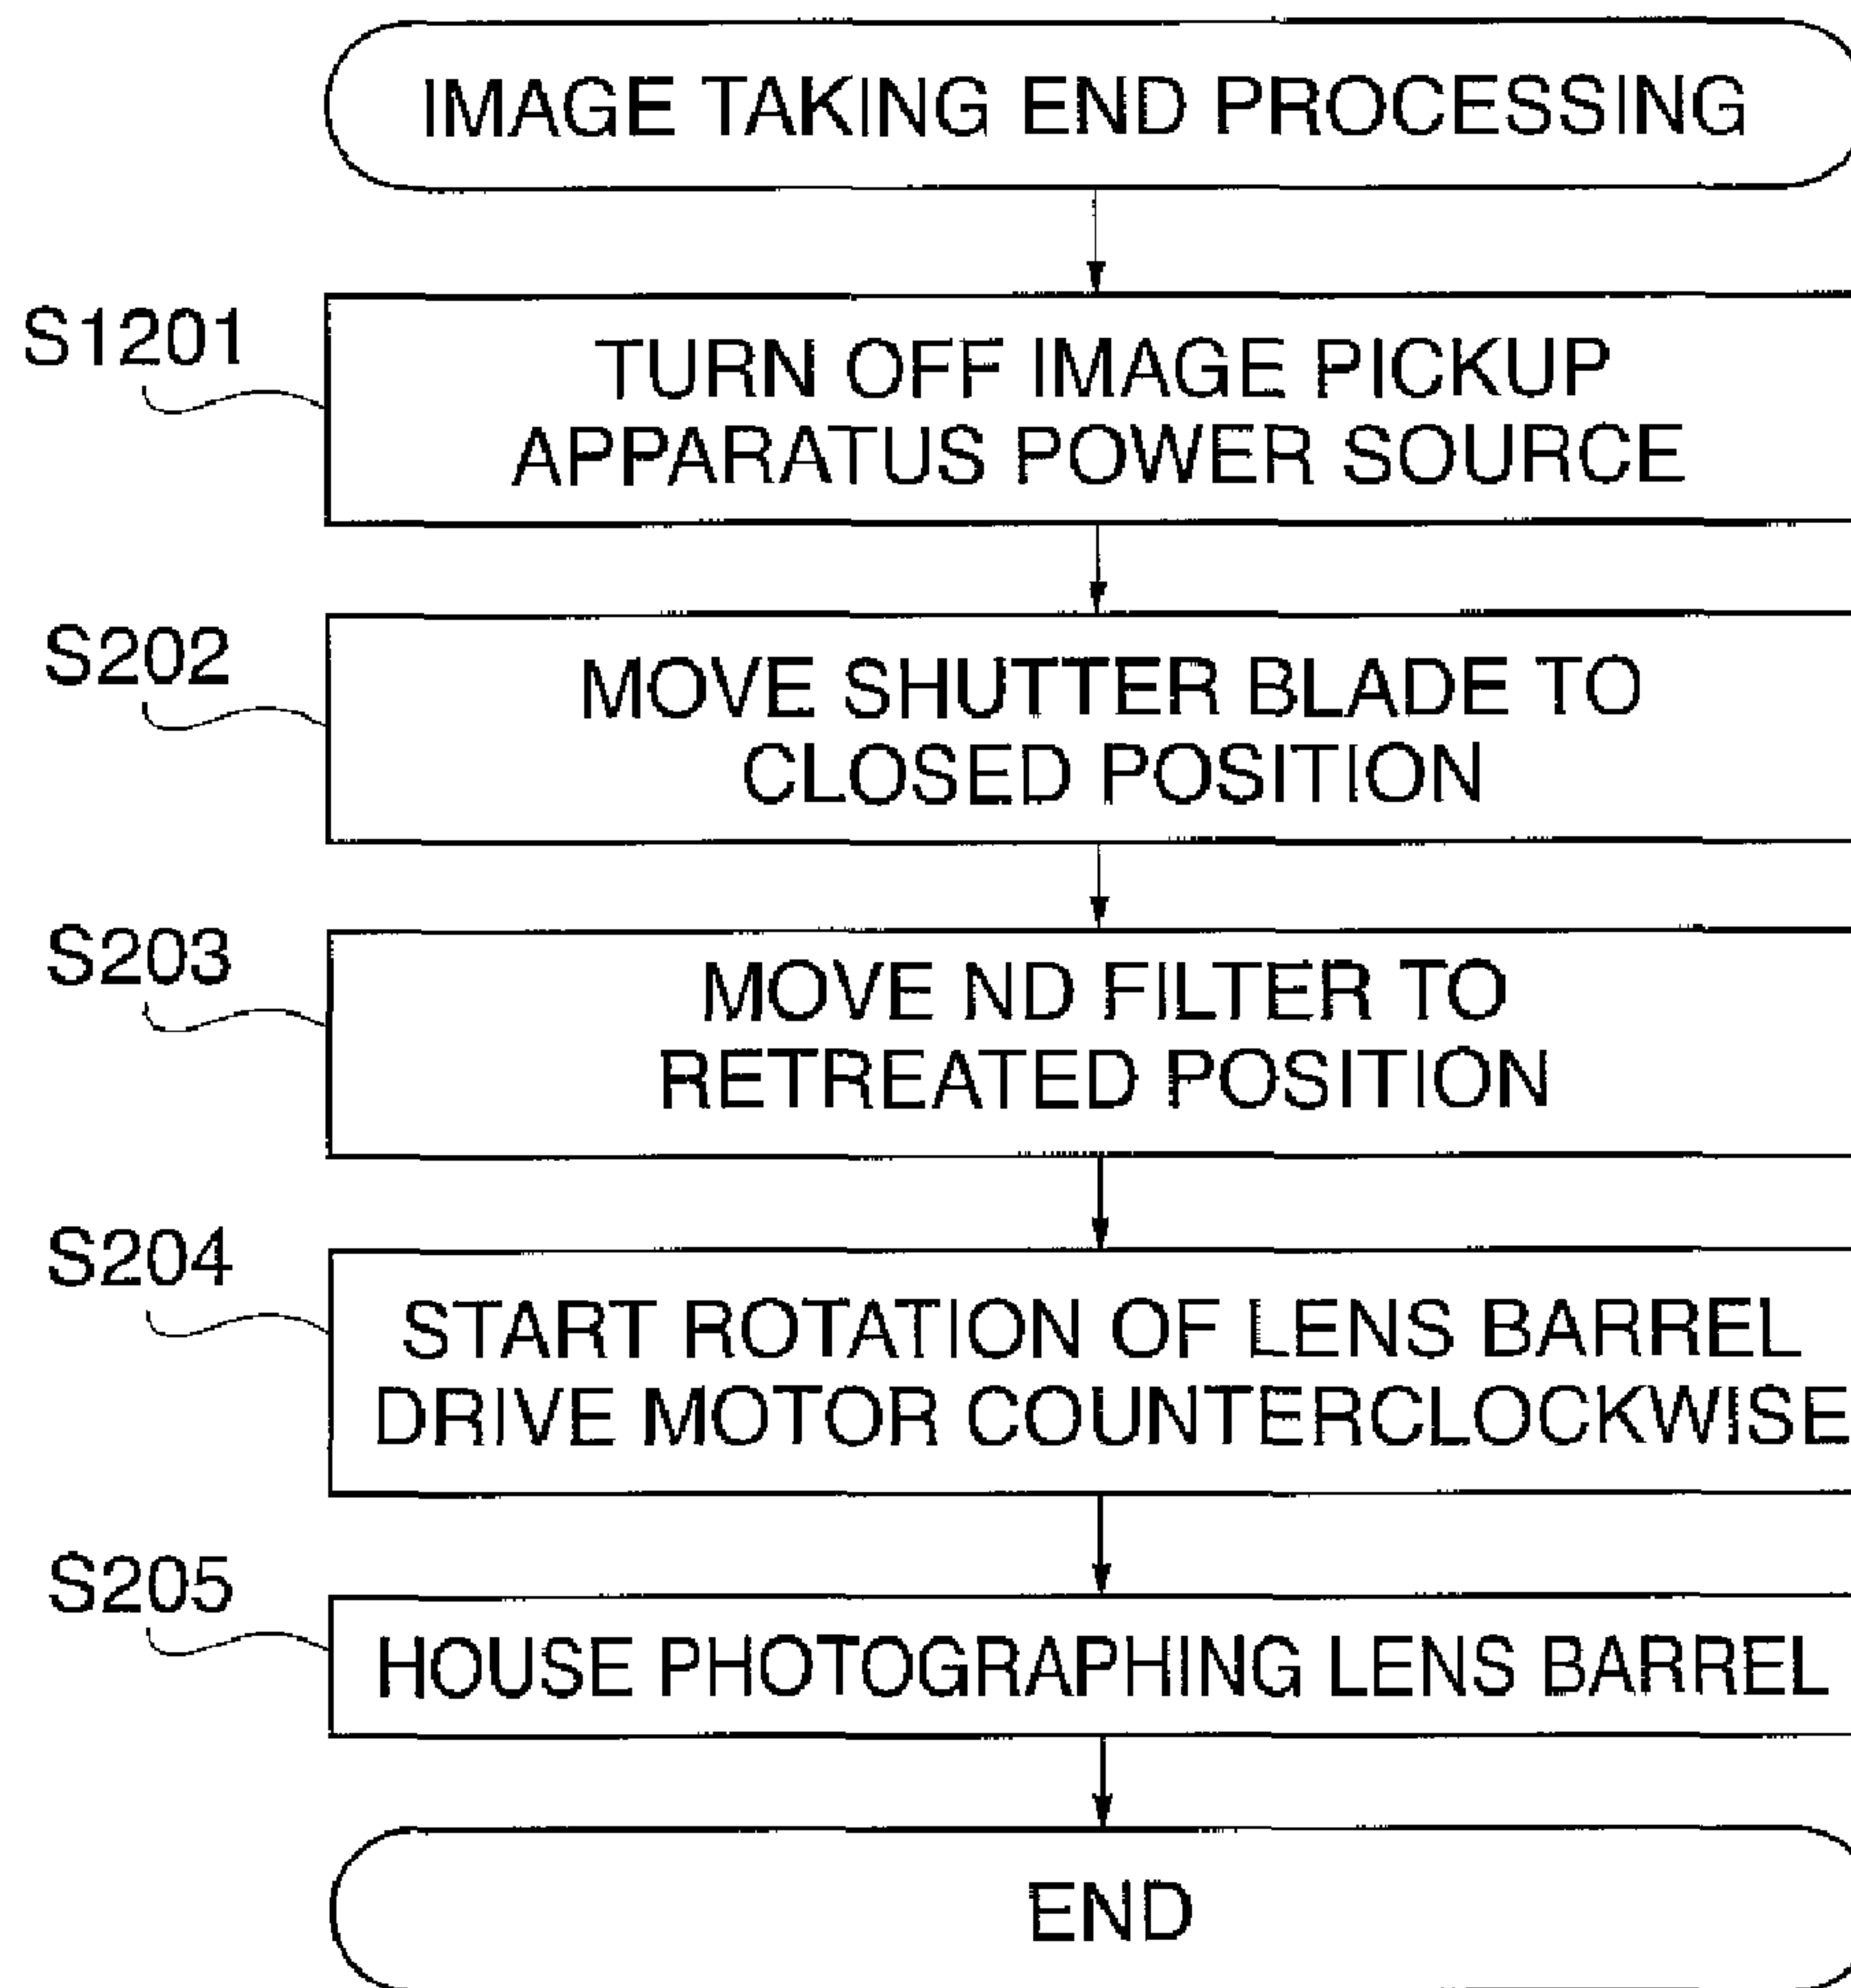 IMAGE TAKING END PROCESSING
S1201
TURN OFF IMAGE PICKUP
APPARATUS POWER SOURCE
S202
MOVE SHUTTER BLADE TO
CLOSED POSITION
S203
MOVE ND FILTER TO
RETREATED POSITION
S204
START ROTATION OF LENS BARREL
DRIVE MOTOR COUNTERCLOCKWISE
S205
HOUSE PHOTOGRAPHING LENS BARREL
END